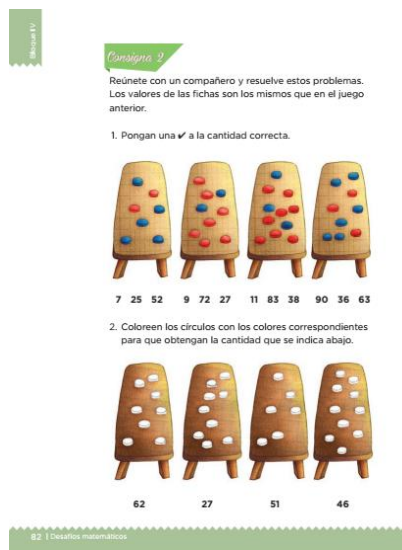 Bloque IV
Consigna 2
Reúnete con un compañero y resuelve estos problemas.
Los valores de las fichas son los mismos que en el juego
anterior.
1. Pongan una ✔ a la cantidad correcta.
7 25 52 9 72 27 11 83 38 90 36 63
2. Coloreen los círculos con los colores correspondientes
para que obtengan la cantidad que se indica abajo.
62 27 51 46
82 | Desafíos matemáticos